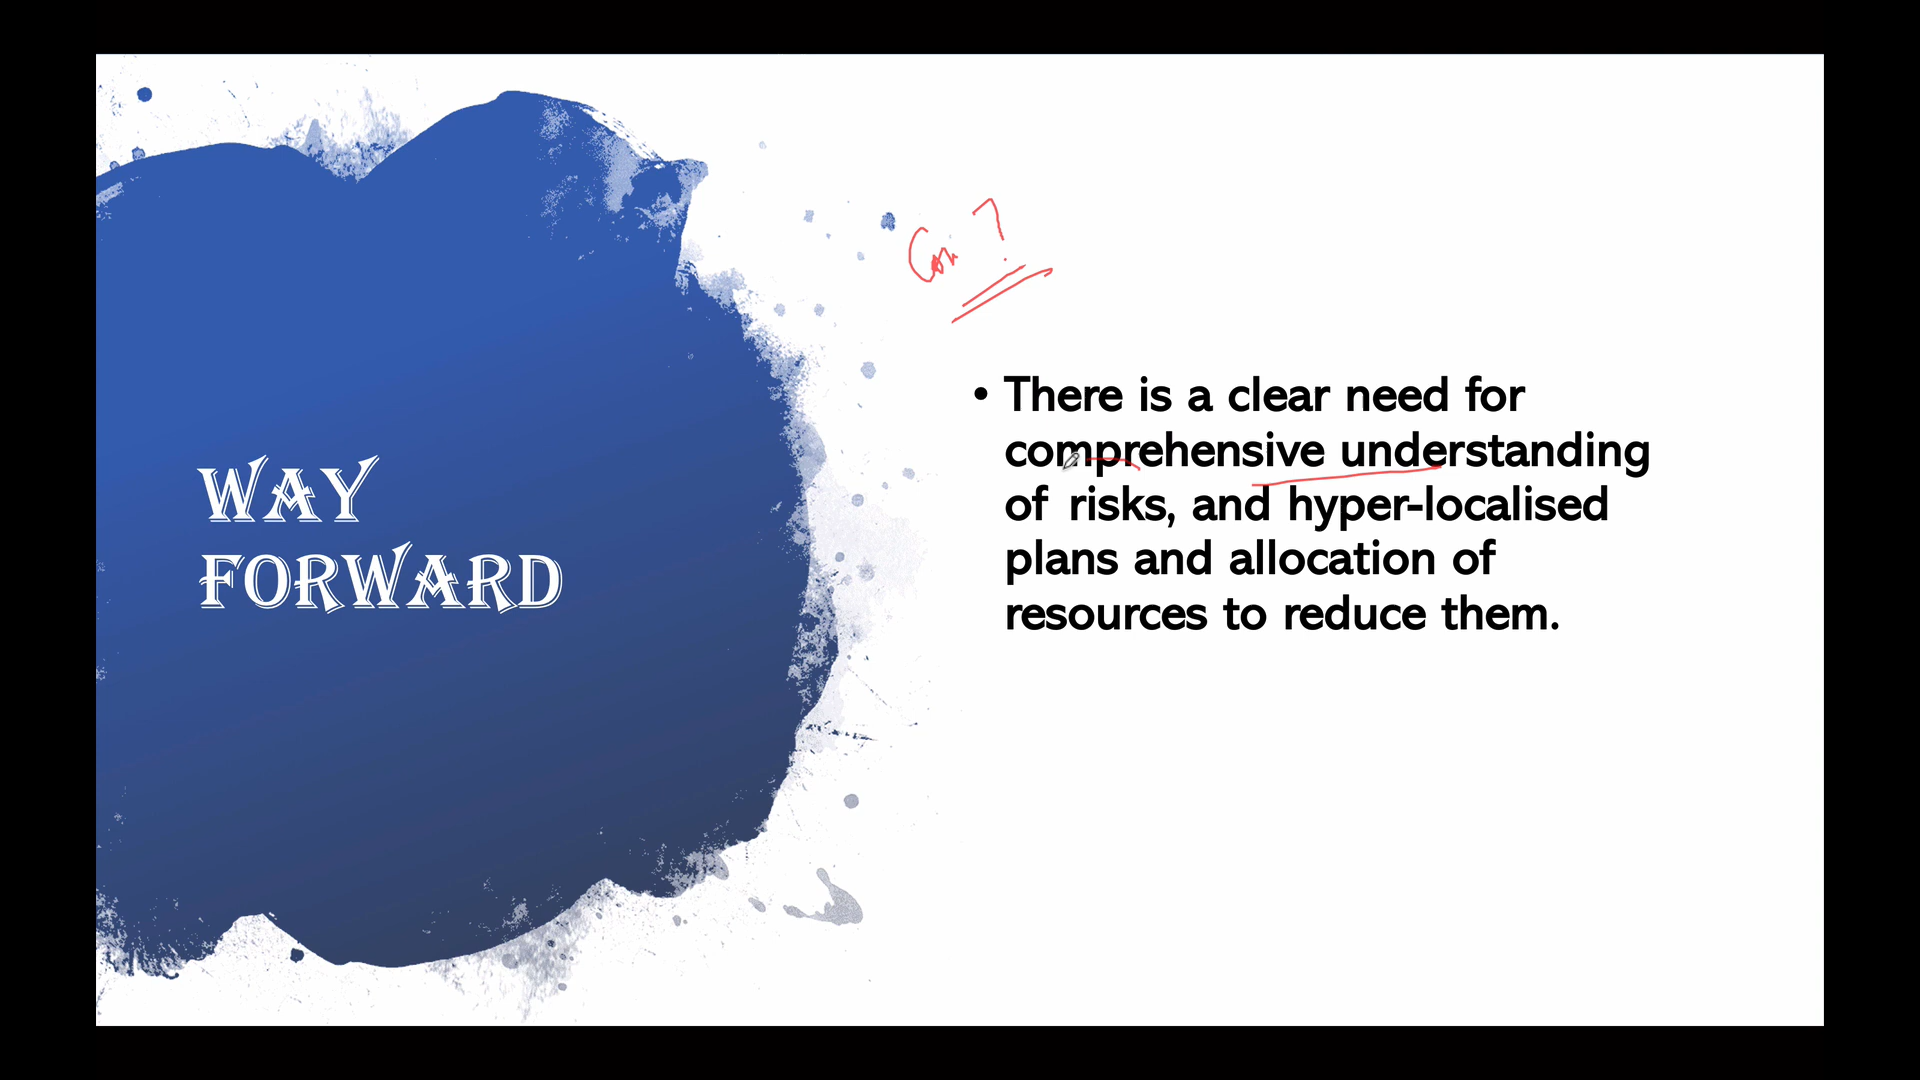 WAY
FORWARD
• There is a clear need for
comprehensive understanding
of risks, and hyper-localised
plans and allocation of
resources to reduce them.